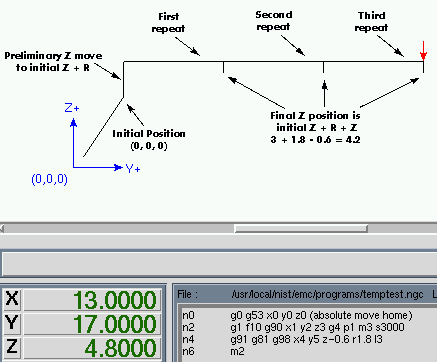 First
repeat
Second
repeat
Third
repeat
Preliminary Z move
to initial Z + R
Z+
Initial Position
(0, 0, 0)
Final Z position is
initial Z + R + Z
3 + 1.8 - 0.6 = 4.2
Y+
(0,0,0)
X 13.0000
Y 17.0000
Z 4.8000
File : /usr/local/nist/emc/programs/temptest.ngc L
n0 g0 g53 x0 y0 z0 (absolute move home)
n2 g1 f10 g90 x1 y2 z3 g4 p1 m3 s3000
n4 g91 g81 g98 x4 y5 z-0.6 r1.8 l3
n6 m2